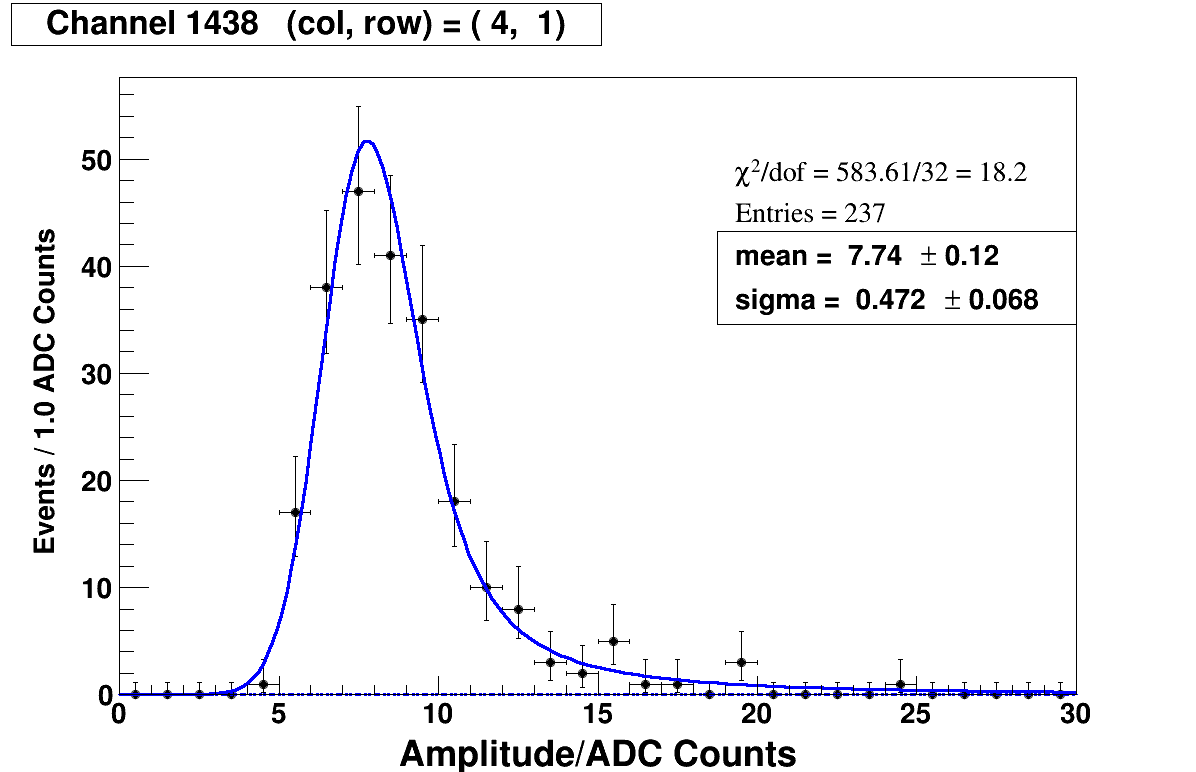 Channel 1438 (col, row) = ( 4, 1)
χ²/dof = 583.61/32 = 18.2
Entries = 237
mean = 7.74 ± 0.12
sigma = 0.472 ± 0.068
Events / 1.0 ADC Counts
50
40
30
20
10
0
0 5 10 15 20 25 30
Amplitude/ADC Counts